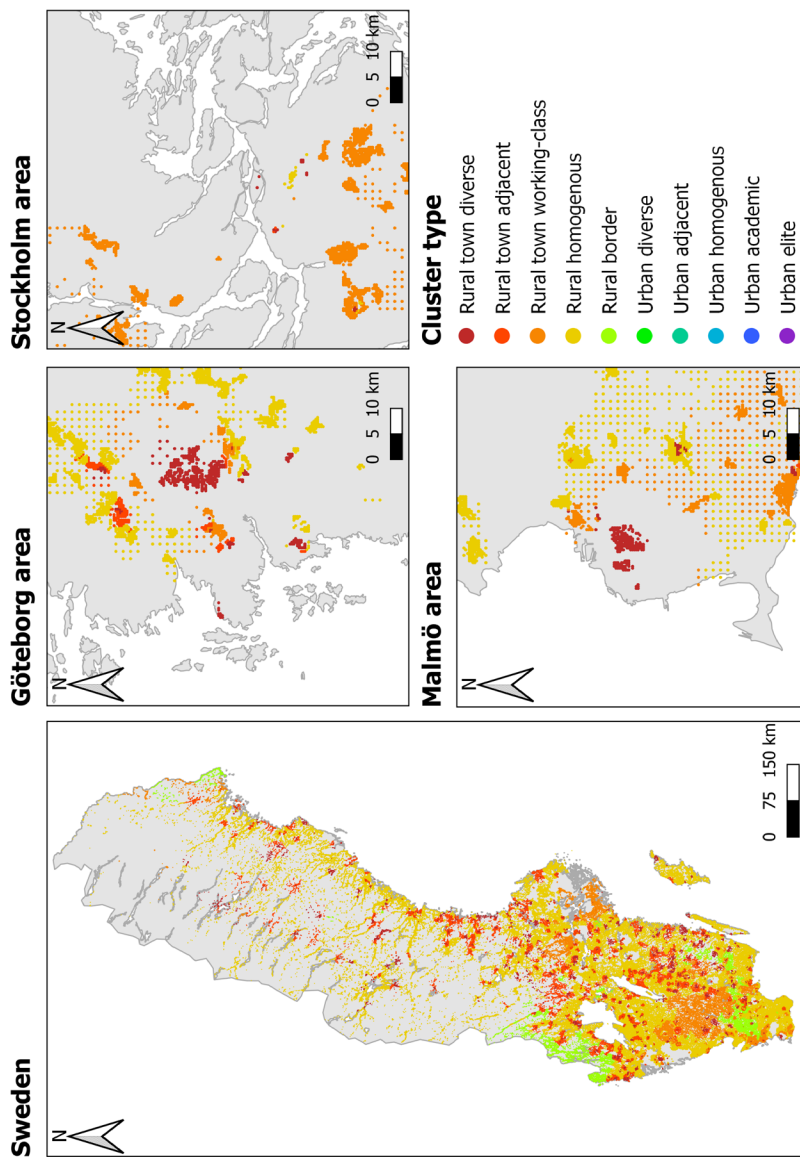 Sweden
N
0 75 150 km
Göteborg area
N
0 5 10 km
Stockholm area
N
0 5 10 km
Malmö area
N
0 5 10 km
Cluster type
Rural town diverse
Rural town adjacent
Rural town working-class
Rural homogenous
Rural border
Urban diverse
Urban adjacent
Urban homogenous
Urban academic
Urban elite